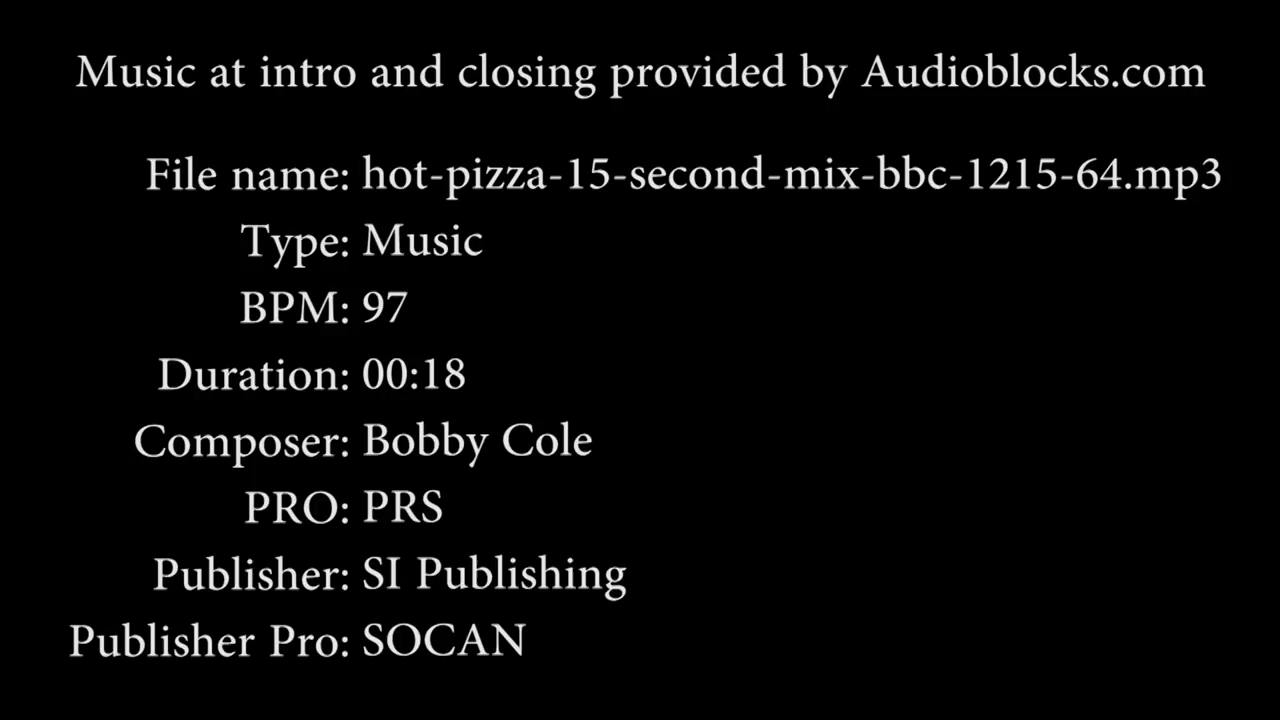 Music at intro and closing provided by Audioblocks.com
File name: hot-pizza-15-second-mix-bbc-1215-64.mp3
Type: Music
BPM: 97
Duration: 00:18
Composer: Bobby Cole
PRO: PRS
Publisher: SI Publishing
Publisher Pro: SOCAN